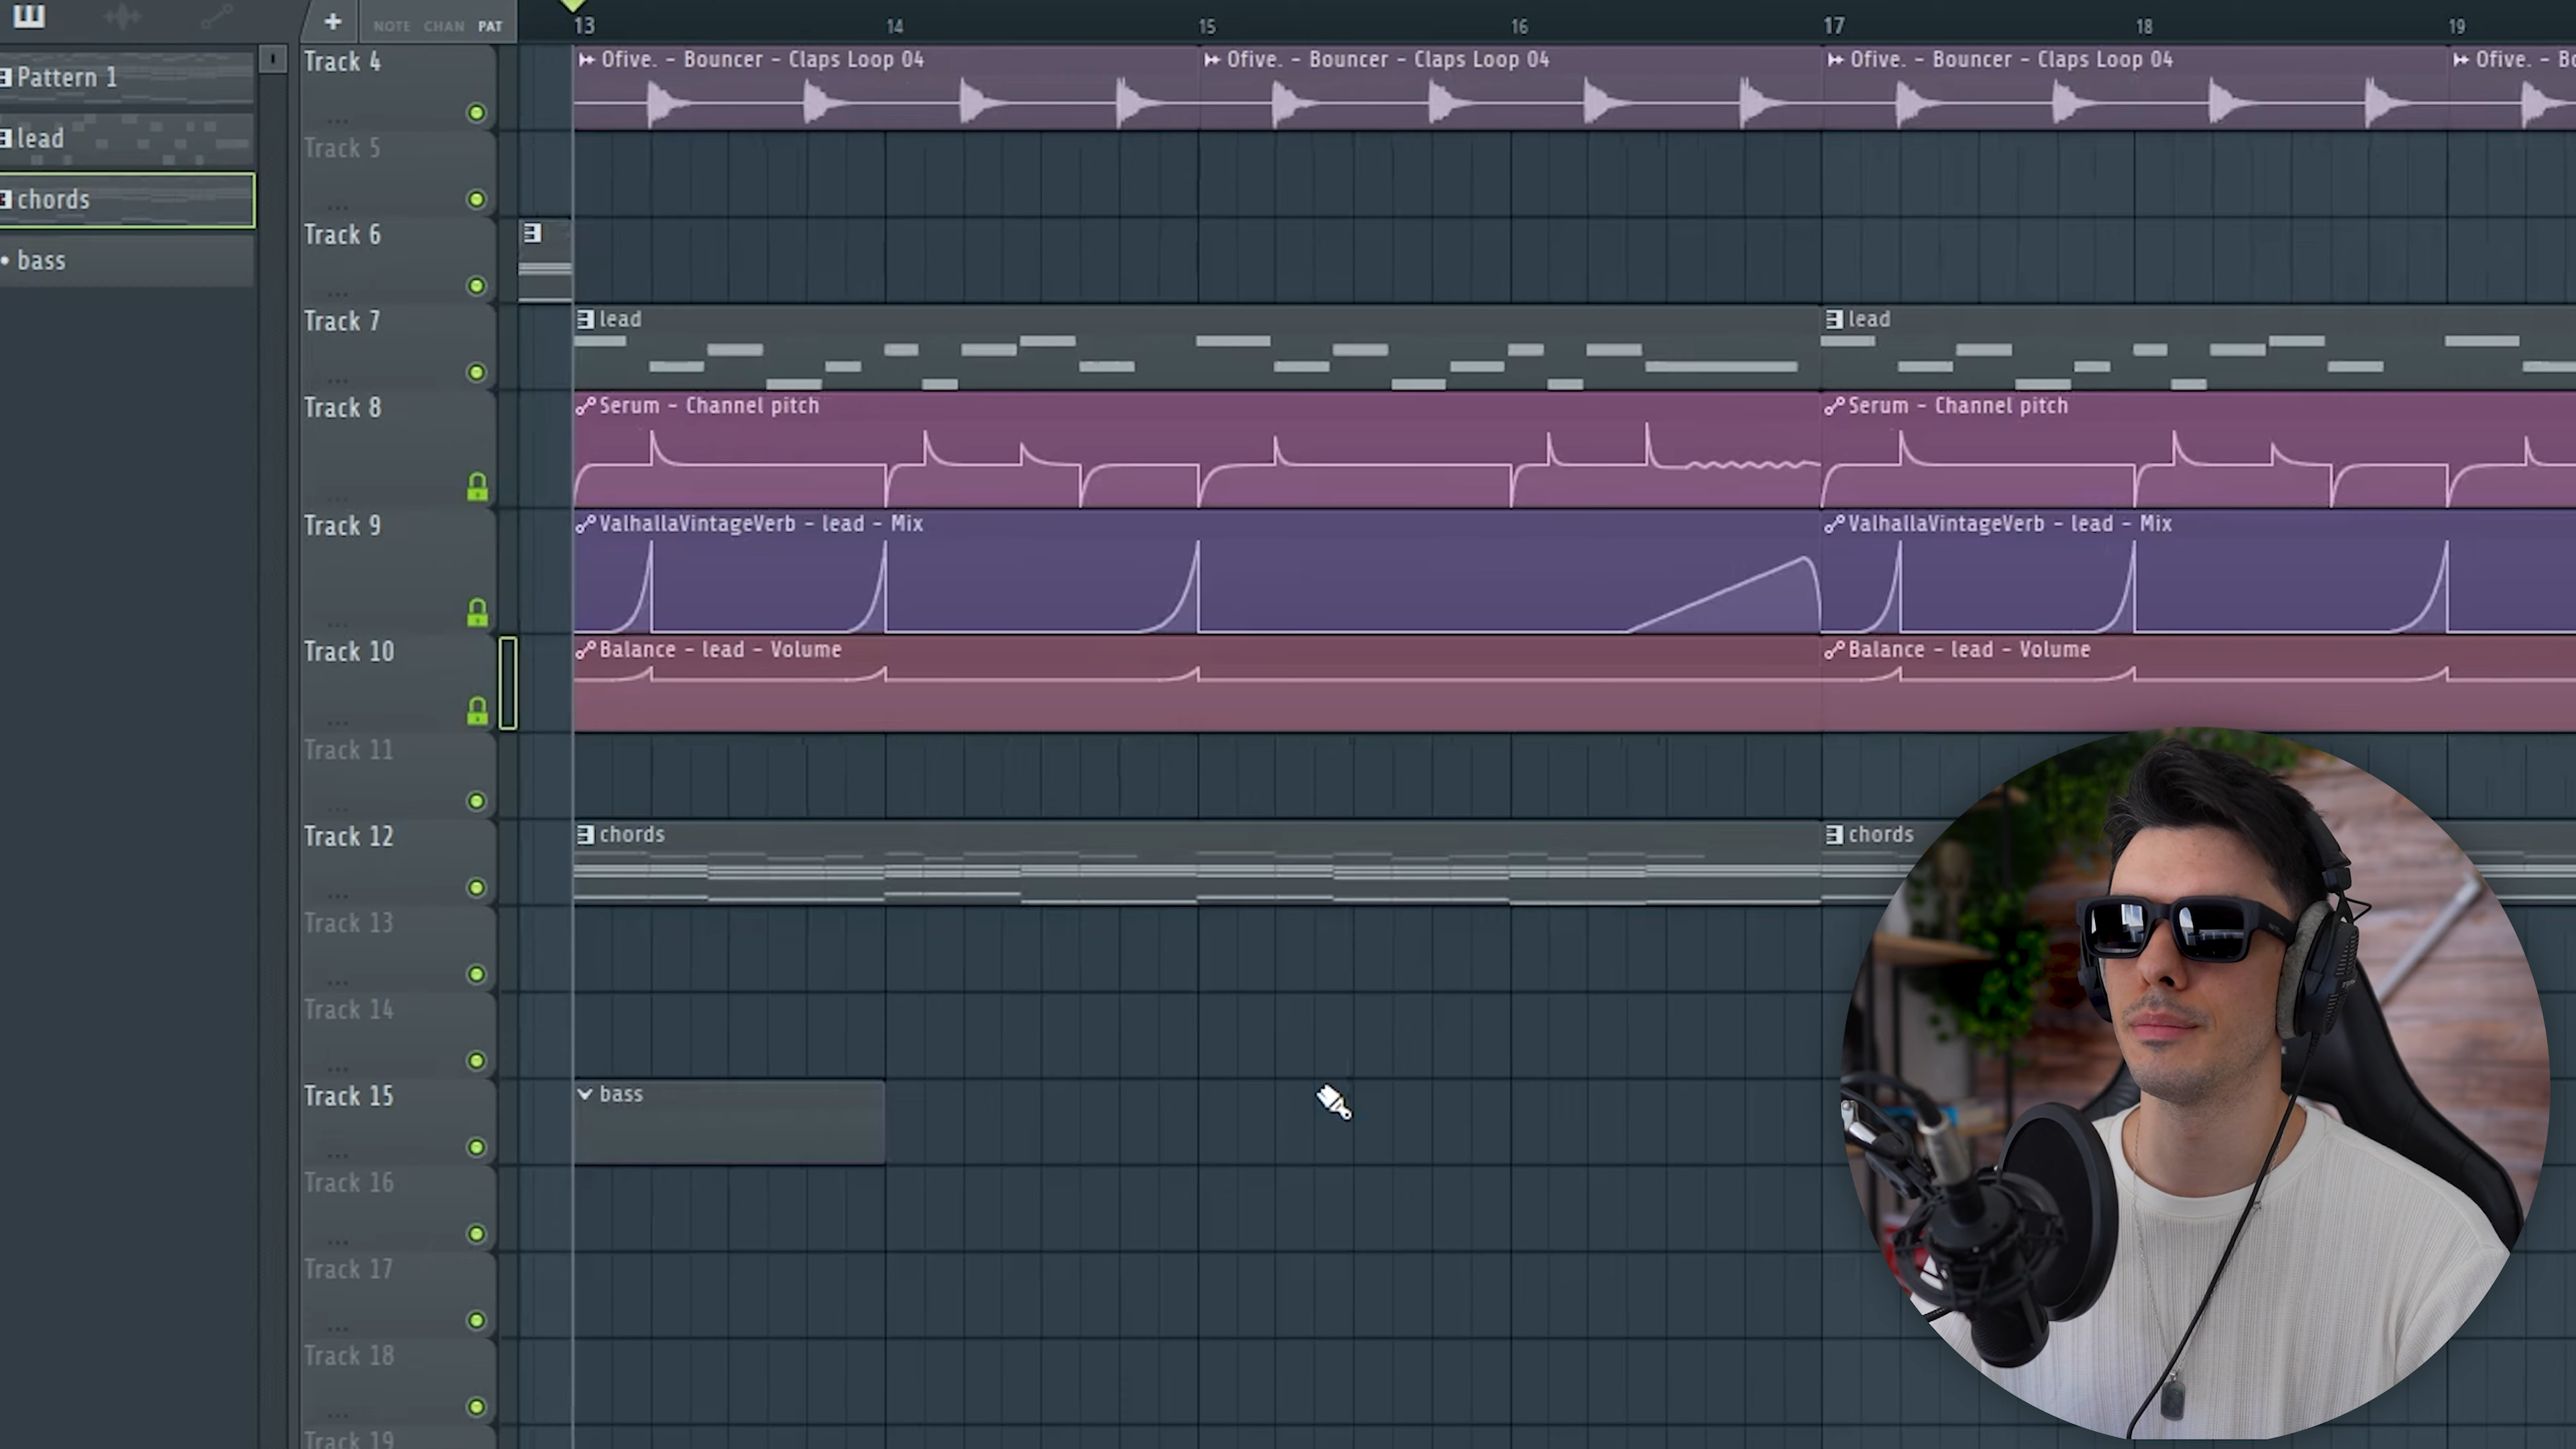 NOTE CHAN PAT
13 14 15 16 17 18 19
Pattern 1
lead
chords
bass
Track 4
Ofive. - Bouncer - Claps Loop 04
Ofive. - Bouncer - Claps Loop 04
Ofive. - Bouncer - Claps Loop 04
Ofive. - Bo
Track 5
Track 6
Track 7
lead
lead
Track 8
Serum - Channel pitch
Serum - Channel pitch
Track 9
ValhallaVintageVerb - lead - Mix
ValhallaVintageVerb - lead - Mix
Track 10
Balance - lead - Volume
Balance - lead - Volume
Track 11
Track 12
chords
chords
Track 13
Track 14
Track 15
bass
Track 16
Track 17
Track 18
Track 19